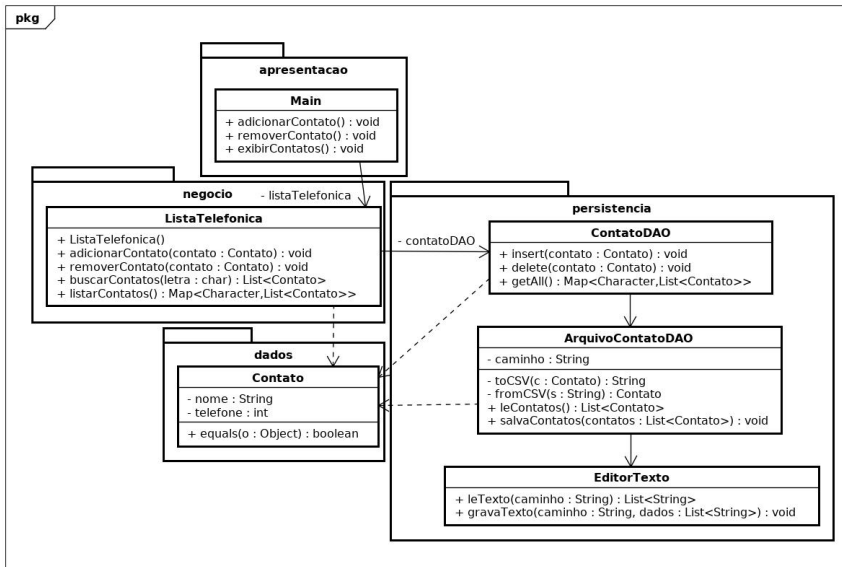 pkg
apresentacao
Main
+ adicionarContato() : void
+ removerContato() : void
+ exibirContatos() : void
negocio
- listaTelefonica
ListaTelefonica
+ ListaTelefonica()
+ adicionarContato(contato : Contato) : void
+ removerContato(contato : Contato) : void
+ buscarContatos(letra : char) : List<Contato>
+ listarContatos() : Map<Character,List<Contato>>
- contatoDAO
persistencia
ContatoDAO
+ insert(contato : Contato) : void
+ delete(contato : Contato) : void
+ getAll() : Map<Character,List<Contato>>
ArquivoContatoDAO
- caminho : String
- toCSV(c : Contato) : String
- fromCSV(s : String) : Contato
+ leContatos() : List<Contato>
+ salvaContatos(contatos : List<Contato>) : void
dados
Contato
- nome : String
- telefone : int
+ equals(o : Object) : boolean
EditorTexto
+ leTexto(caminho : String) : List<String>
+ gravaTexto(caminho : String, dados : List<String>) : void